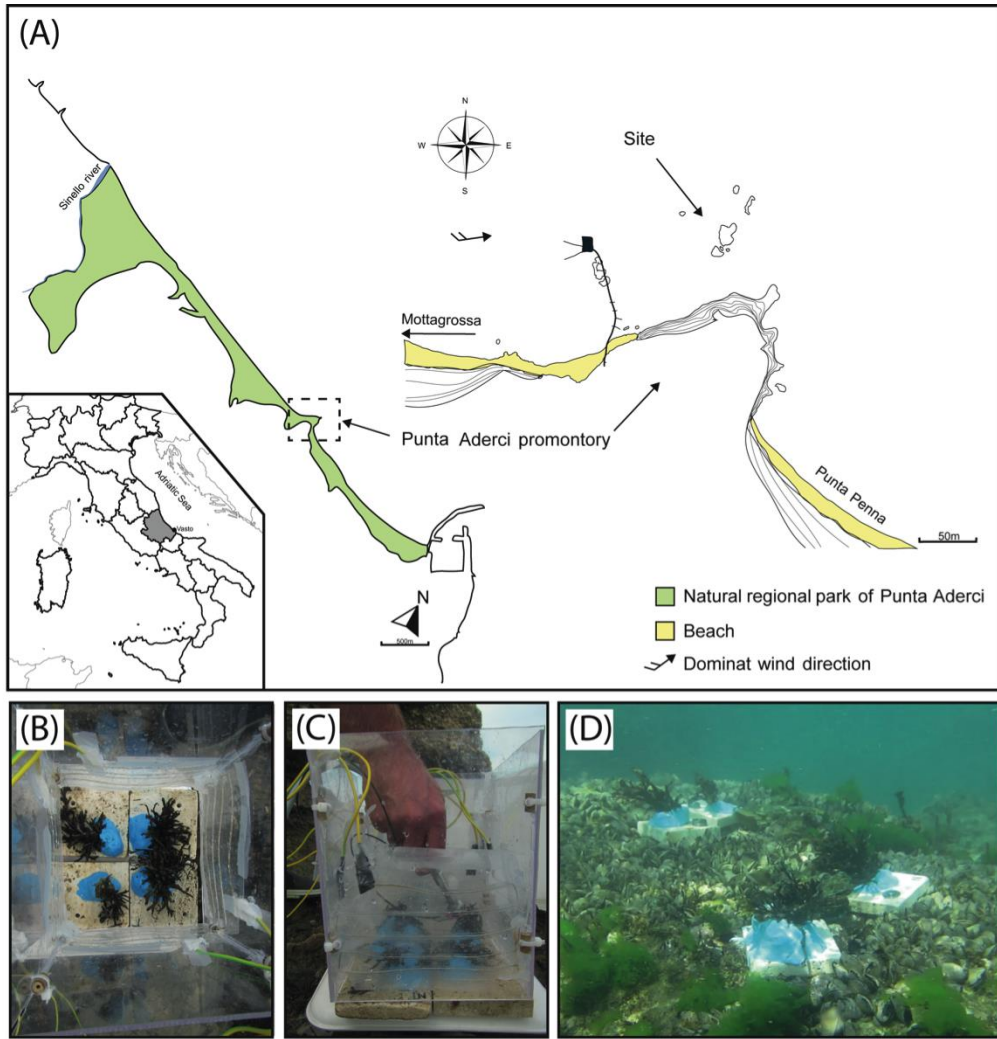 (A)
N
W
E
S
Site
Sinello river
Mottagrossa
Punta Aderci promontory
Adriatic Sea
Vasto
Punta Penna
50m
N
500m
Natural regional park of Punta Aderci
Beach
Dominat wind direction
(B)
(C)
(D)